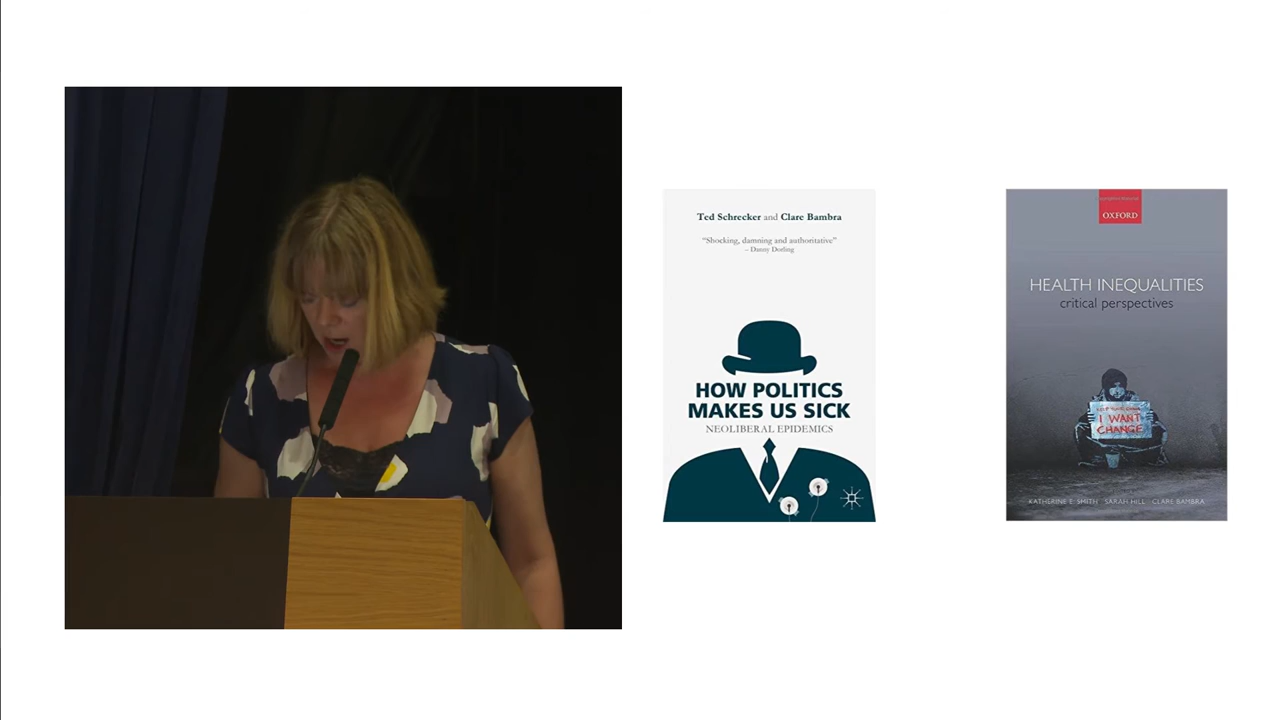 Ted Schrecker and Clare Bambra
“Shocking, damning and authoritative”
– Danny Dorling
HOW POLITICS
MAKES US SICK
NEOLIBERAL EPIDEMICS
OXFORD
HEALTH INEQUALITIES
critical perspectives
I WANT
CHANGE
KATHERINE E. SMITH SARAH HILL CLARE BAMBRA